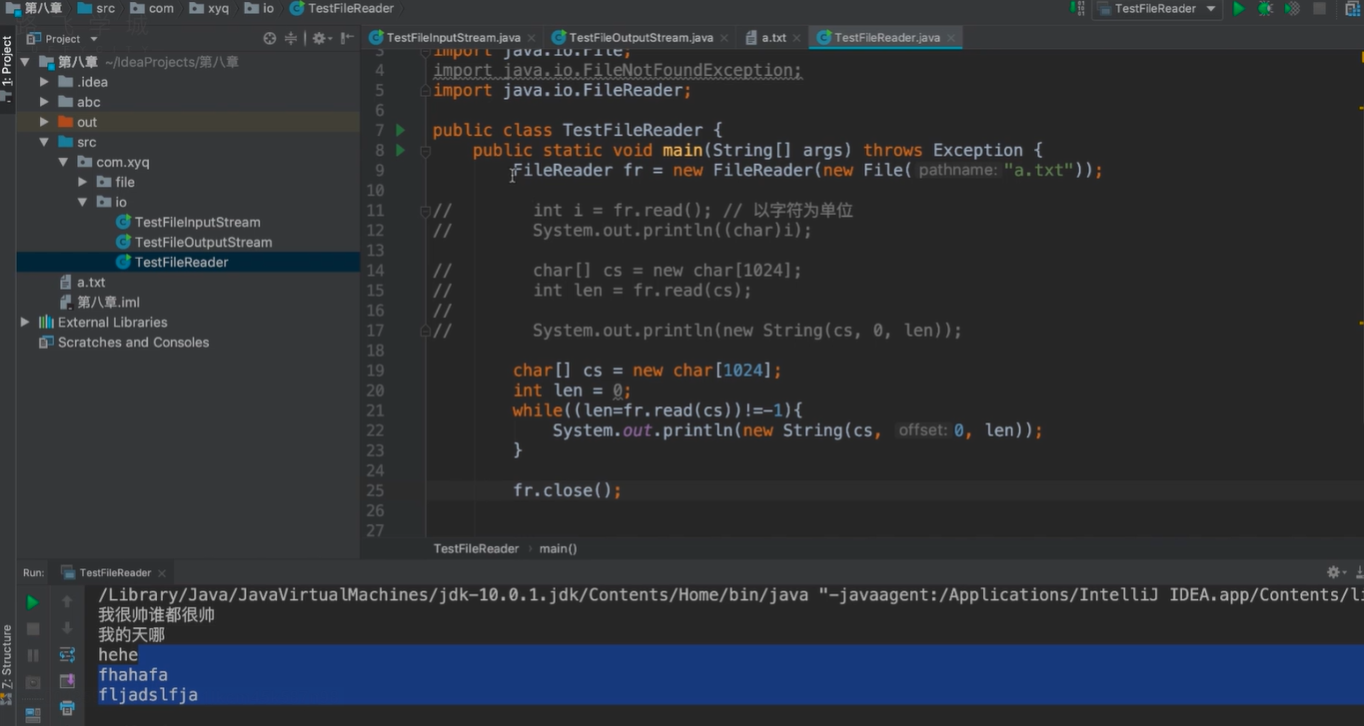 第八章 src com xyq io TestFileReader TestFileReader
Project TestFileInputStream.java TestFileOutputStream.java a.txt TestFileReader.java
1: Project
第八章 ~/IdeaProjects/第八章
.idea
abc
out
src
com.xyq
file
io
TestFileInputStream
TestFileOutputStream
TestFileReader
a.txt
第八章.iml
External Libraries
Scratches and Consoles
3 import java.io.File;
4 import java.io.FileNotFoundException;
5 import java.io.FileReader;
6
7 public class TestFileReader {
8 public static void main(String[] args) throws Exception {
9 FileReader fr = new FileReader(new File( pathname: "a.txt"));
10
11 // int i = fr.read(); // 以字符为单位
12 // System.out.println((char)i);
13
14 // char[] cs = new char[1024];
15 // int len = fr.read(cs);
16 //
17 // System.out.println(new String(cs, 0, len));
18
19 char[] cs = new char[1024];
20 int len = 0;
21 while((len=fr.read(cs))!=-1){
22 System.out.println(new String(cs, offset: 0, len));
23 }
24
25 fr.close();
26
27
TestFileReader › main()
Run: TestFileReader
/Library/Java/JavaVirtualMachines/jdk-10.0.1.jdk/Contents/Home/bin/java "-javaagent:/Applications/IntelliJ IDEA.app/Contents/li
我很帅谁都很帅
我的天哪
hehe
fhahafa
fljadslfja
Z: Structure